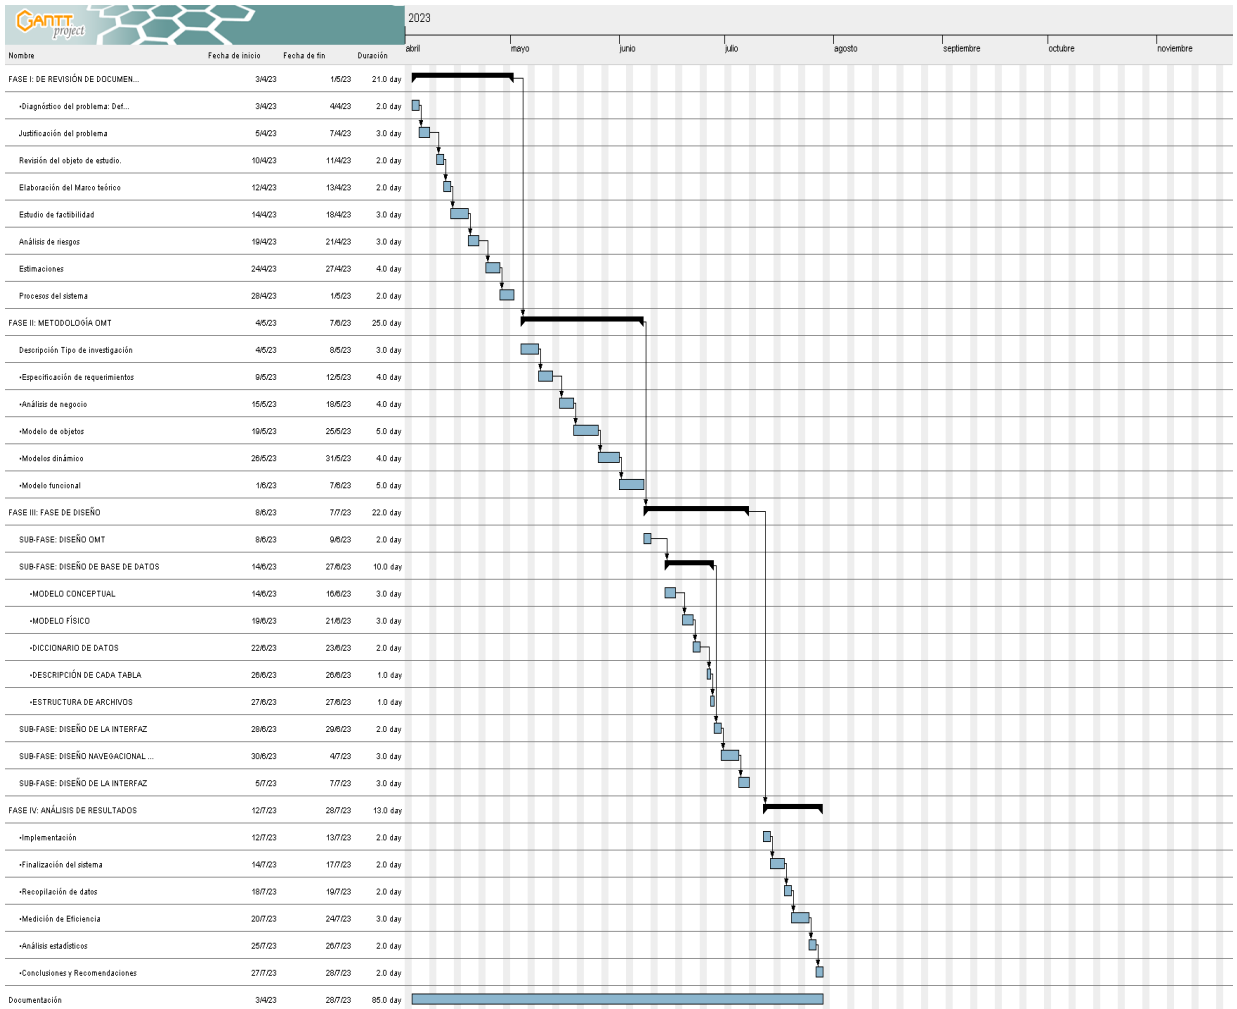 GANTT
project
2023
abril mayo junio julio agosto septiembre octubre noviembre
Nombre Fecha de inicio Fecha de fin Duración
FASE I: DE REVISIÓN DE DOCUMEN... 3/4/23 1/5/23 21.0 day
•Diagnóstico del problema: Def... 3/4/23 4/4/23 2.0 day
Justificación del problema 5/4/23 7/4/23 3.0 day
Revisión del objeto de estudio. 10/4/23 11/4/23 2.0 day
Elaboración del Marco teórico 12/4/23 13/4/23 2.0 day
Estudio de factibilidad 14/4/23 18/4/23 3.0 day
Análisis de riesgos 19/4/23 21/4/23 3.0 day
Estimaciones 24/4/23 27/4/23 4.0 day
Procesos del sistema 28/4/23 1/5/23 2.0 day
FASE II: METODOLOGÍA OMT 4/5/23 7/6/23 25.0 day
Descripción Tipo de investigación 4/5/23 8/5/23 3.0 day
•Especificación de requerimientos 9/5/23 12/5/23 4.0 day
•Análisis de negocio 15/5/23 18/5/23 4.0 day
•Modelo de objetos 19/5/23 25/5/23 5.0 day
•Modelos dinámico 26/5/23 31/5/23 4.0 day
•Modelo funcional 1/6/23 7/6/23 5.0 day
FASE III: FASE DE DISEÑO 8/6/23 7/7/23 22.0 day
SUB-FASE: DISEÑO OMT 8/6/23 9/6/23 2.0 day
SUB-FASE: DISEÑO DE BASE DE DATOS 14/6/23 27/6/23 10.0 day
•MODELO CONCEPTUAL 14/6/23 16/6/23 3.0 day
•MODELO FÍSICO 19/6/23 21/6/23 3.0 day
•DICCIONARIO DE DATOS 22/6/23 23/6/23 2.0 day
•DESCRIPCIÓN DE CADA TABLA 26/6/23 26/6/23 1.0 day
•ESTRUCTURA DE ARCHIVOS 27/6/23 27/6/23 1.0 day
SUB-FASE: DISEÑO DE LA INTERFAZ 28/6/23 29/6/23 2.0 day
SUB-FASE: DISEÑO NAVEGACIONAL ... 30/6/23 4/7/23 3.0 day
SUB-FASE: DISEÑO DE LA INTERFAZ 5/7/23 7/7/23 3.0 day
FASE IV: ANÁLISIS DE RESULTADOS 12/7/23 28/7/23 13.0 day
•Implementación 12/7/23 13/7/23 2.0 day
•Finalización del sistema 14/7/23 17/7/23 2.0 day
•Recopilación de datos 18/7/23 19/7/23 2.0 day
•Medición de Eficiencia 20/7/23 24/7/23 3.0 day
•Análisis estadísticos 25/7/23 26/7/23 2.0 day
•Conclusiones y Recomendaciones 27/7/23 28/7/23 2.0 day
Documentación 3/4/23 28/7/23 85.0 day